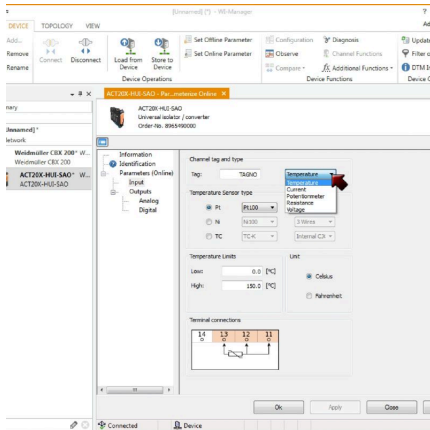 [Unnamed] (*) - WI-Manager
?
DEVICE TOPOLOGY VIEW
Add...
Remove
Rename
Connect Disconnect
Load from Device
Store to Device
Set Offline Parameter
Set Online Parameter
Device Operations
Configuration
Observe
Compare
Diagnosis
Channel Functions
Additional Functions
Device Functions
Filter
DTM
ACT20X-HUI-SAO - Par...meterize Online ×
ACT20X-HUI-SAO
Universal isolator / converter
Order-No. 8965490000
[Unnamed] *
Weidmüller CBX 200* W...
Weidmüller CBX 200
ACT20X-HUI-SAO* W...
ACT20X-HUI-SAO
Information
Identification
Parameters (Online)
Input
Outputs
Analog
Digital
Channel tag and type
Tag: TAGNO Temperature
Temperature
Current
Potentiometer
Resistance
Voltage
Temperature Sensor type
Pt Pt100
Ni Ni100 3 Wires
TC TC-K Internal CJ
Temperature Limits
Low: 0.0 [°C]
High: 150.0 [°C]
Unit
Celsius
Fahrenheit
Terminal connections
14 13 12 11
Ok Apply Close
Connected Device